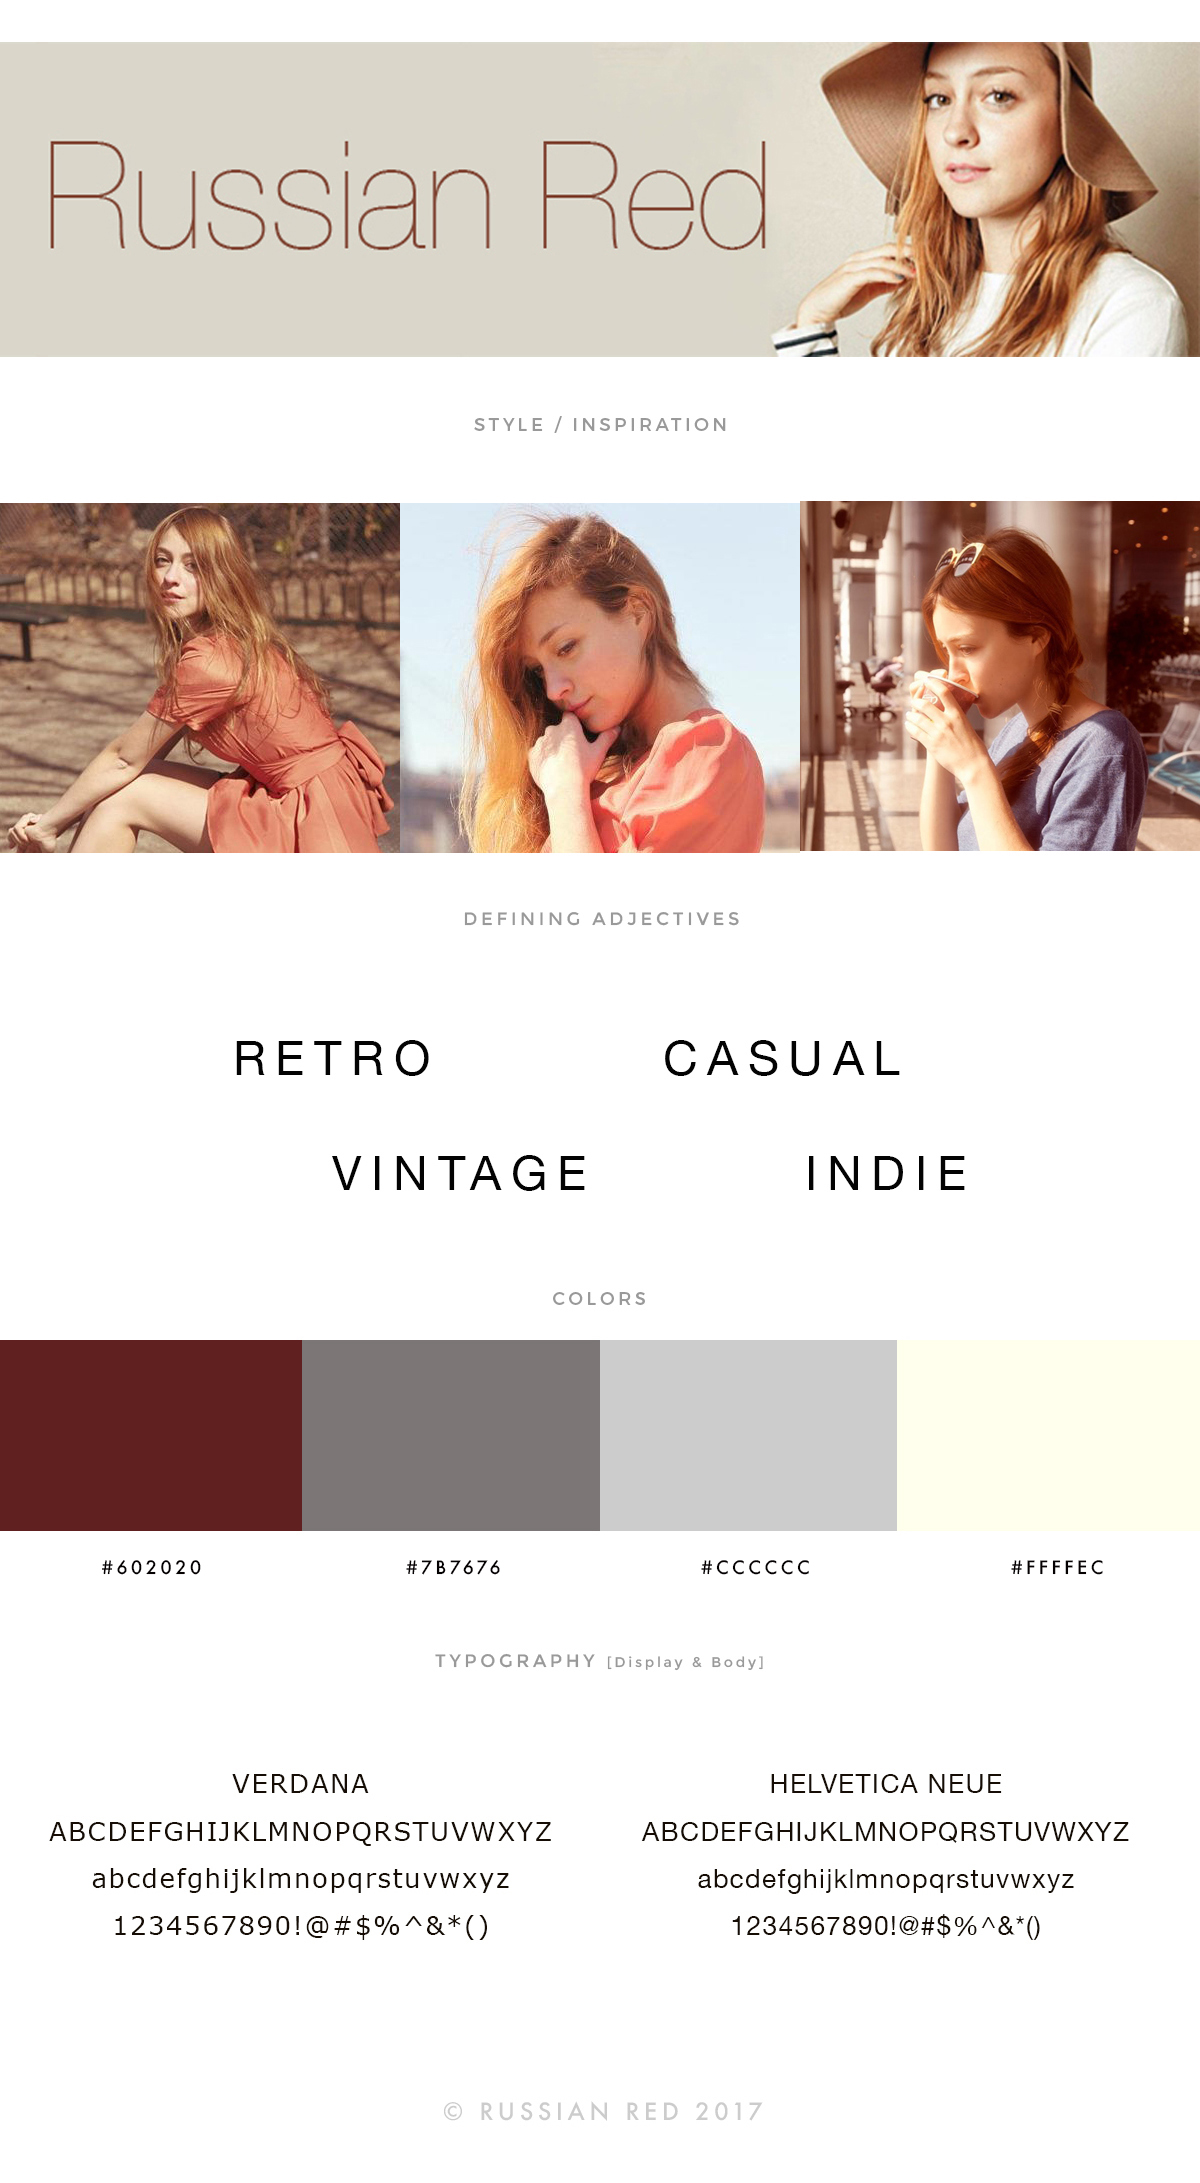 Russian Red
STYLE / INSPIRATION
DEFINING ADJECTIVES
RETRO CASUAL
VINTAGE INDIE
COLORS
#602020 #7B7676 #CCCCCC #FFFFEC
TYPOGRAPHY [Display & Body]
VERDANA
ABCDEFGHIJKLMNOPQRSTUVWXYZ
abcdefghijklmnopqrstuvwxyz
1234567890!@#$%^&*()
HELVETICA NEUE
ABCDEFGHIJKLMNOPQRSTUVWXYZ
abcdefghijklmnopqrstuvwxyz
1234567890!@#$%^&*()
© RUSSIAN RED 2017